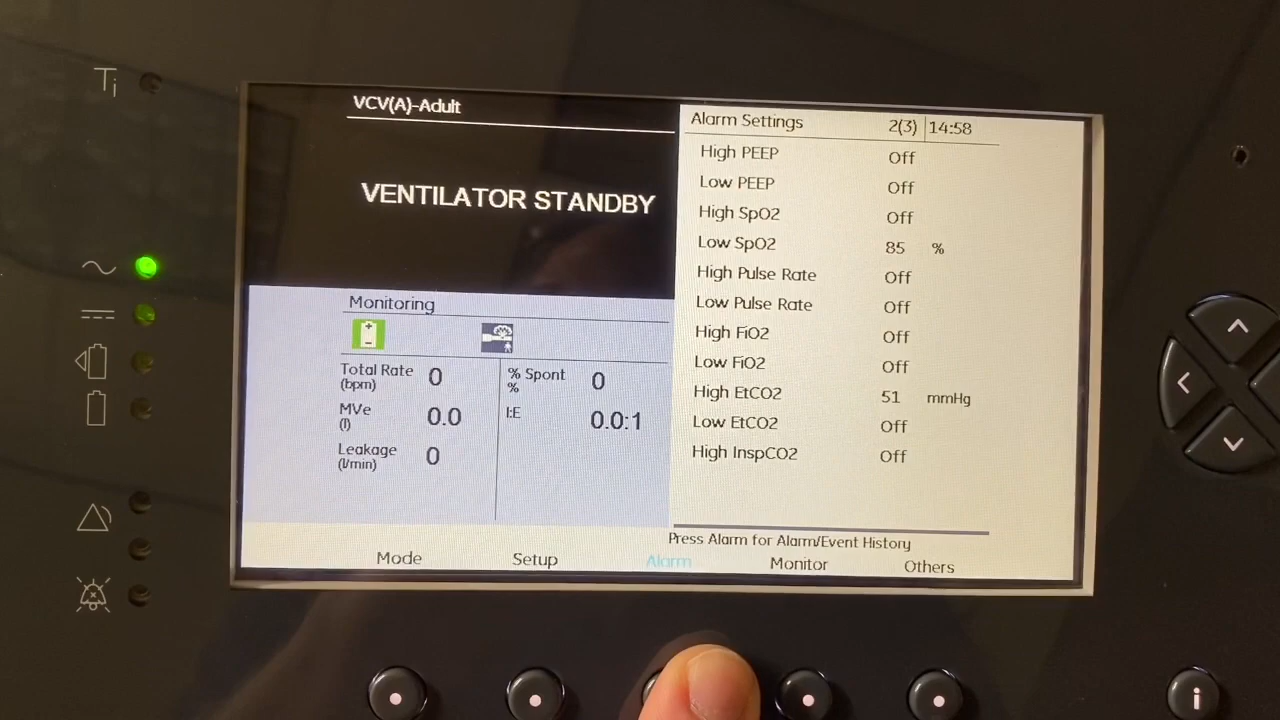 Ti
VCV(A)-Adult
VENTILATOR STANDBY
Monitoring
Total Rate 0
(bpm)
% Spont 0
%
MVe 0.0
(l)
I:E 0.0:1
Leakage 0
(l/min)
Alarm Settings 2(3) 14:58
High PEEP Off
Low PEEP Off
High SpO2 Off
Low SpO2 85 %
High Pulse Rate Off
Low Pulse Rate Off
High FiO2 Off
Low FiO2 Off
High EtCO2 51 mmHg
Low EtCO2 Off
High InspCO2 Off
Press Alarm for Alarm/Event History
Mode Setup Alarm Monitor Others
i